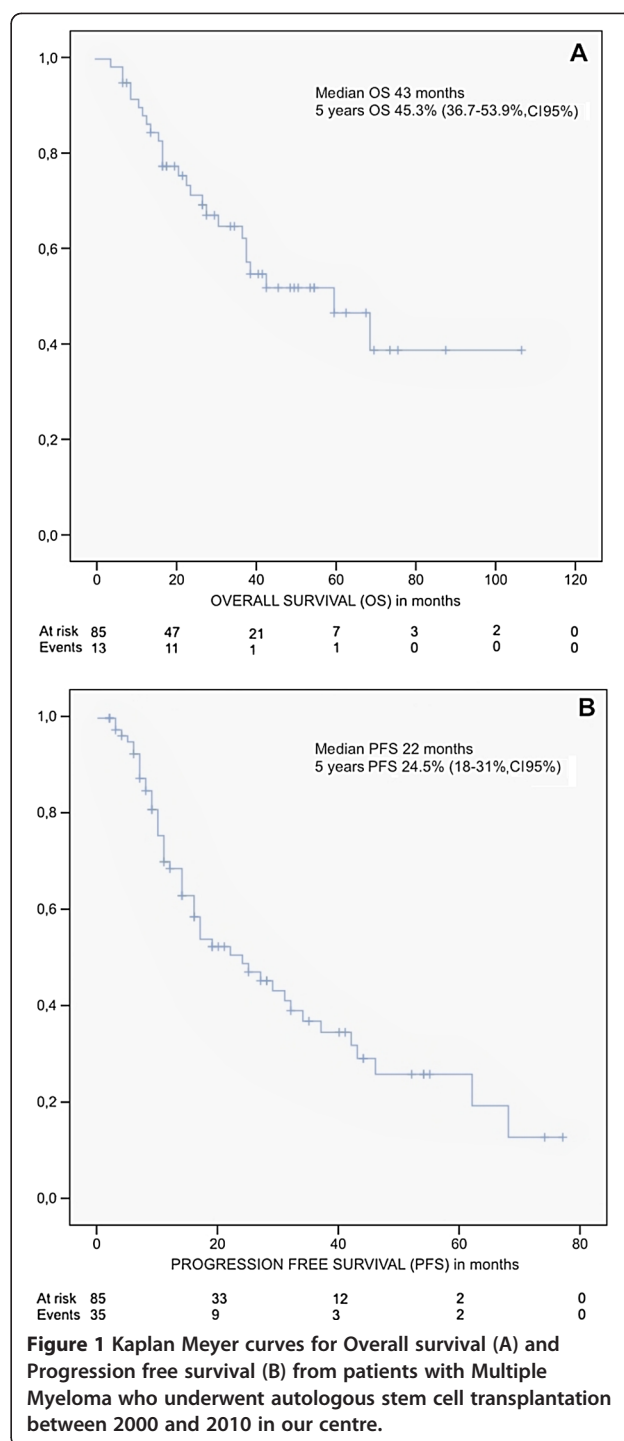 A
1,0
Median OS 43 months
5 years OS 45.3% (36.7-53.9%,CI95%)
0,8
0,6
0,4
0,2
0,0
0 20 40 60 80 100 120
OVERALL SURVIVAL (OS) in months
At risk 85 47 21 7 3 2 0
Events 13 11 1 1 0 0 0
B
1,0
Median PFS 22 months
5 years PFS 24.5% (18-31%,CI95%)
0,8
0,6
0,4
0,2
0,0
0 20 40 60 80
PROGRESSION FREE SURVIVAL (PFS) in months
At risk 85 33 12 2 0
Events 35 9 3 2 0
Figure 1 Kaplan Meyer curves for Overall survival (A) and
Progression free survival (B) from patients with Multiple
Myeloma who underwent autologous stem cell transplantation
between 2000 and 2010 in our centre.